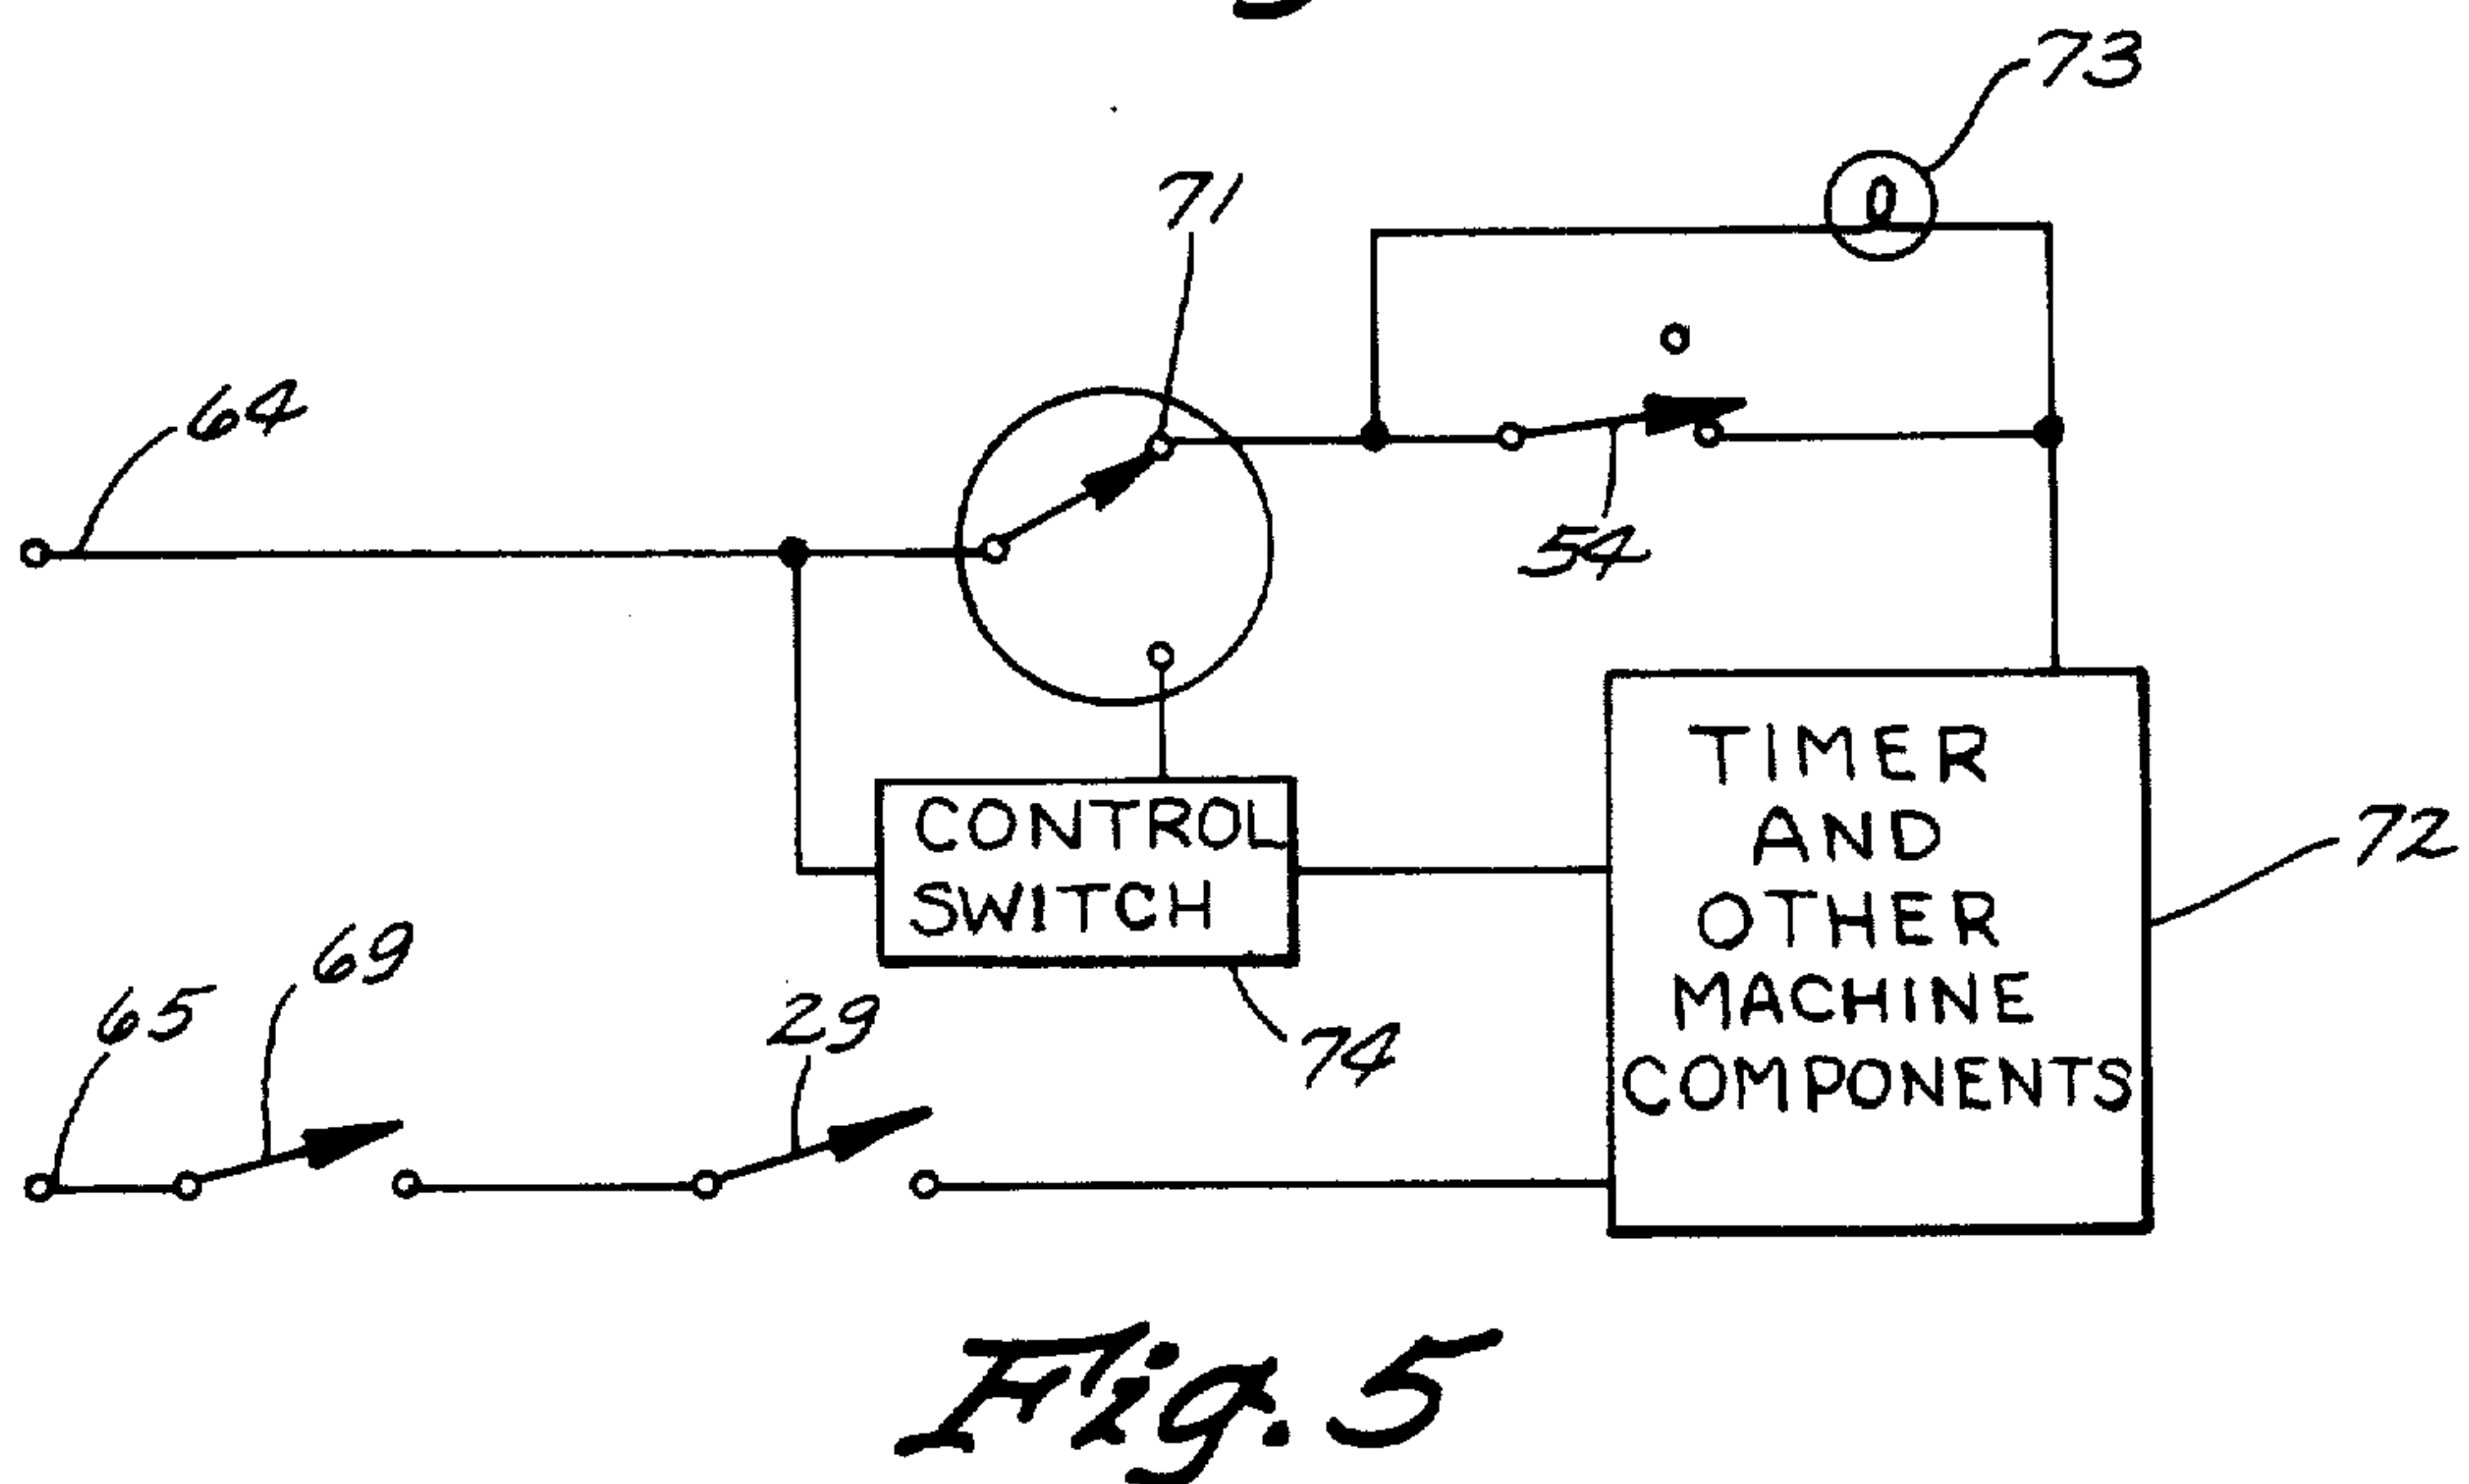 73
71
64
54
TIMER
AND
OTHER
MACHINE
COMPONENTS
72
CONTROL
SWITCH
74
69
65
29
Fig. 5